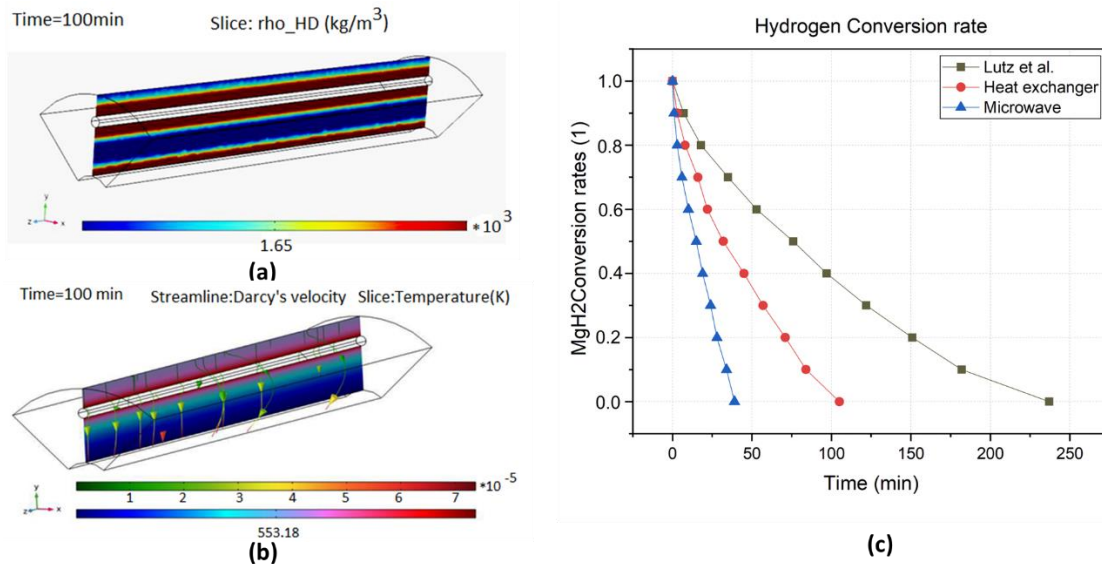 Time=100min Slice: rho_HD (kg/m³)
y
z x
*10³
1.65
(a)
Time=100 min Streamline:Darcy's velocity Slice:Temperature(K)
y
z x
1 2 3 4 5 6 7 *10⁻⁵
553.18
(b)
Hydrogen Conversion rate
Lutz et al.
Heat exchanger
Microwave
MgH2Conversion rates (1)
1.0
0.8
0.6
0.4
0.2
0.0
0 50 100 150 200 250
Time (min)
(c)